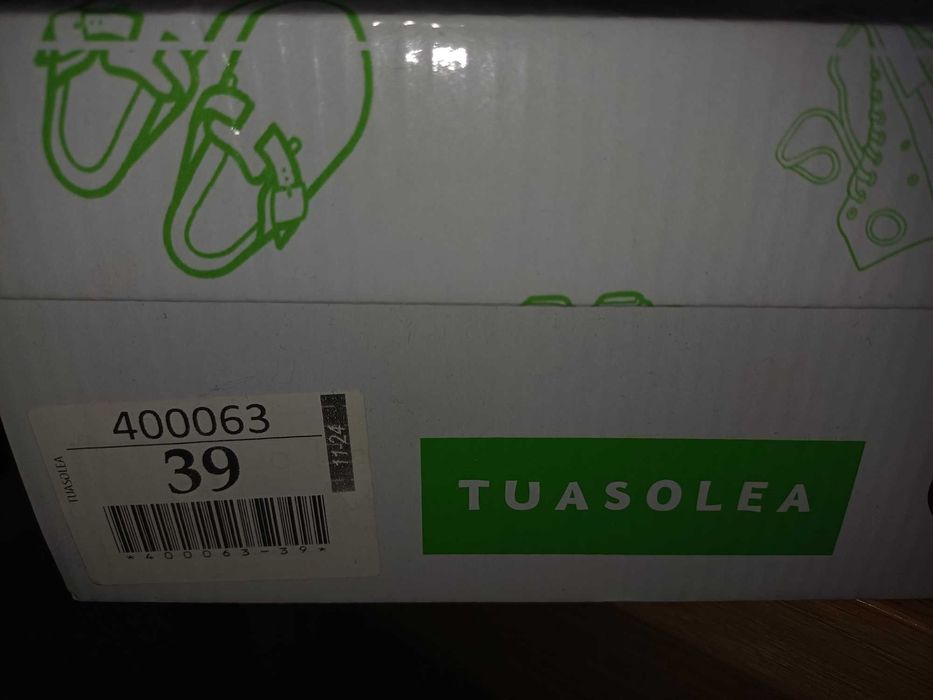 400063
39
11-24
TUASOLEA
*400063-39*
TUASOLEA